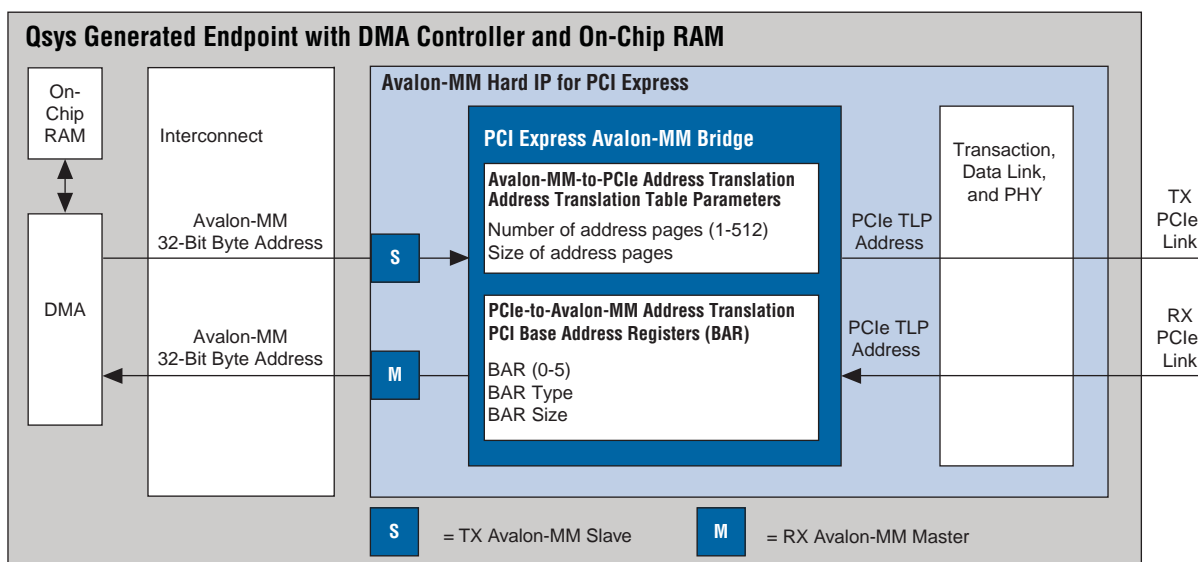 Qsys Generated Endpoint with DMA Controller and On-Chip RAM
On-
Chip
RAM
Interconnect
Avalon-MM Hard IP for PCI Express
PCI Express Avalon-MM Bridge
Avalon-MM-to-PCIe Address Translation
Address Translation Table Parameters
Number of address pages (1-512)
Size of address pages
Transaction,
Data Link,
and PHY
Avalon-MM
32-Bit Byte Address
S
PCIe TLP
Address
TX
PCIe
Link
DMA
PCIe-to-Avalon-MM Address Translation
PCI Base Address Registers (BAR)
BAR (0-5)
BAR Type
BAR Size
Avalon-MM
32-Bit Byte Address
M
PCIe TLP
Address
RX
PCIe
Link
S
= TX Avalon-MM Slave
M
= RX Avalon-MM Master